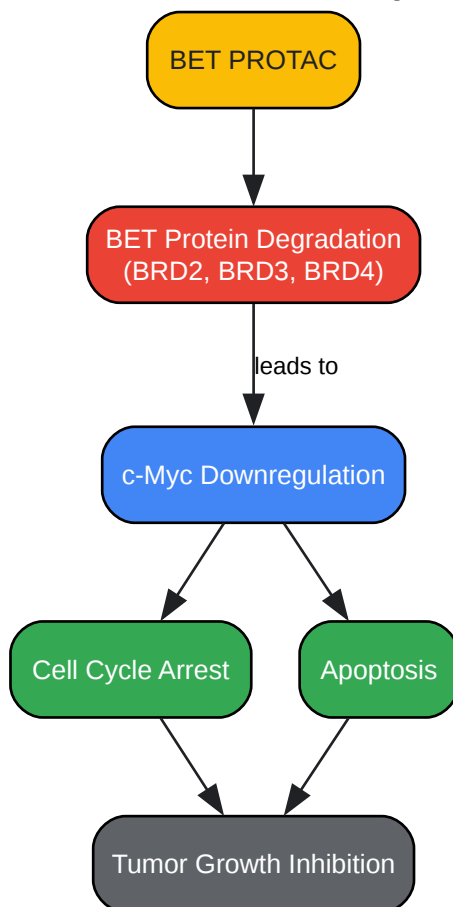 BET PROTAC
BET Protein Degradation
(BRD2, BRD3, BRD4)
leads to
c-Myc Downregulation
Cell Cycle Arrest
Apoptosis
Tumor Growth Inhibition